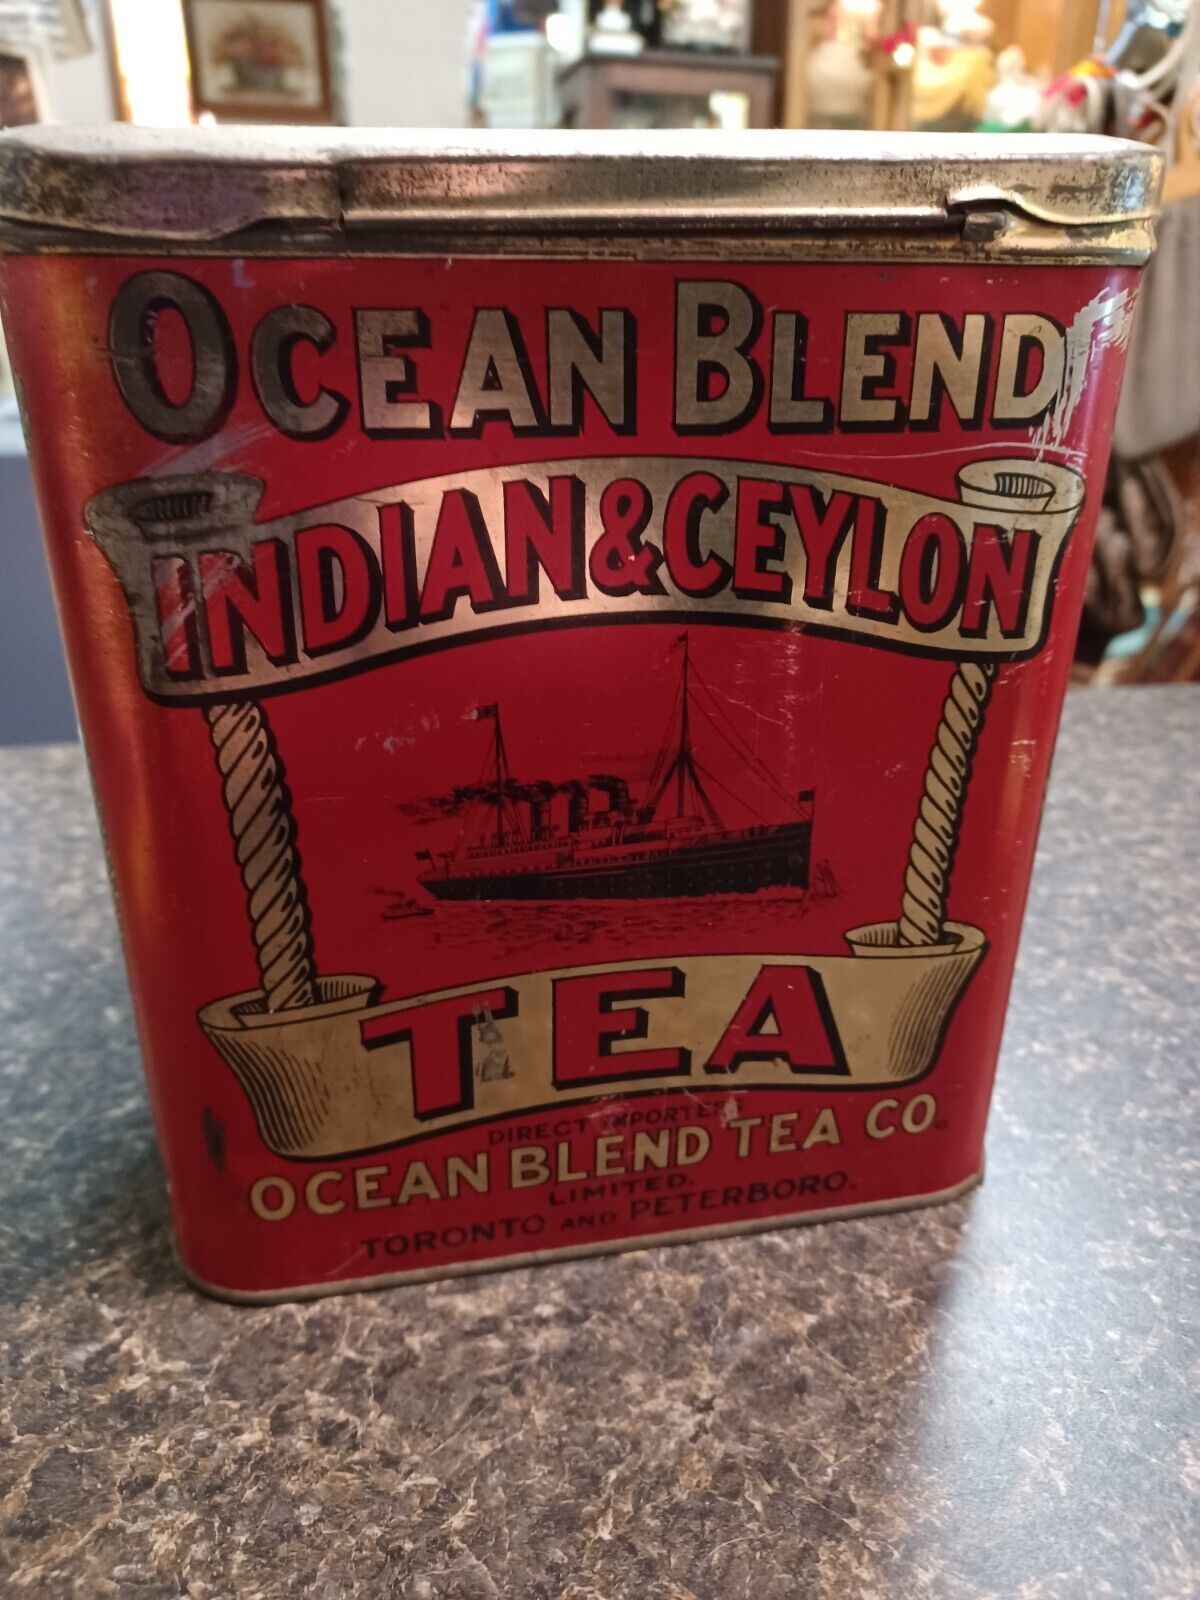 OCEAN BLEND
INDIAN & CEYLON
TEA
DIRECT IMPORTERS
OCEAN BLEND TEA CO.
LIMITED.
TORONTO AND PETERBORO.